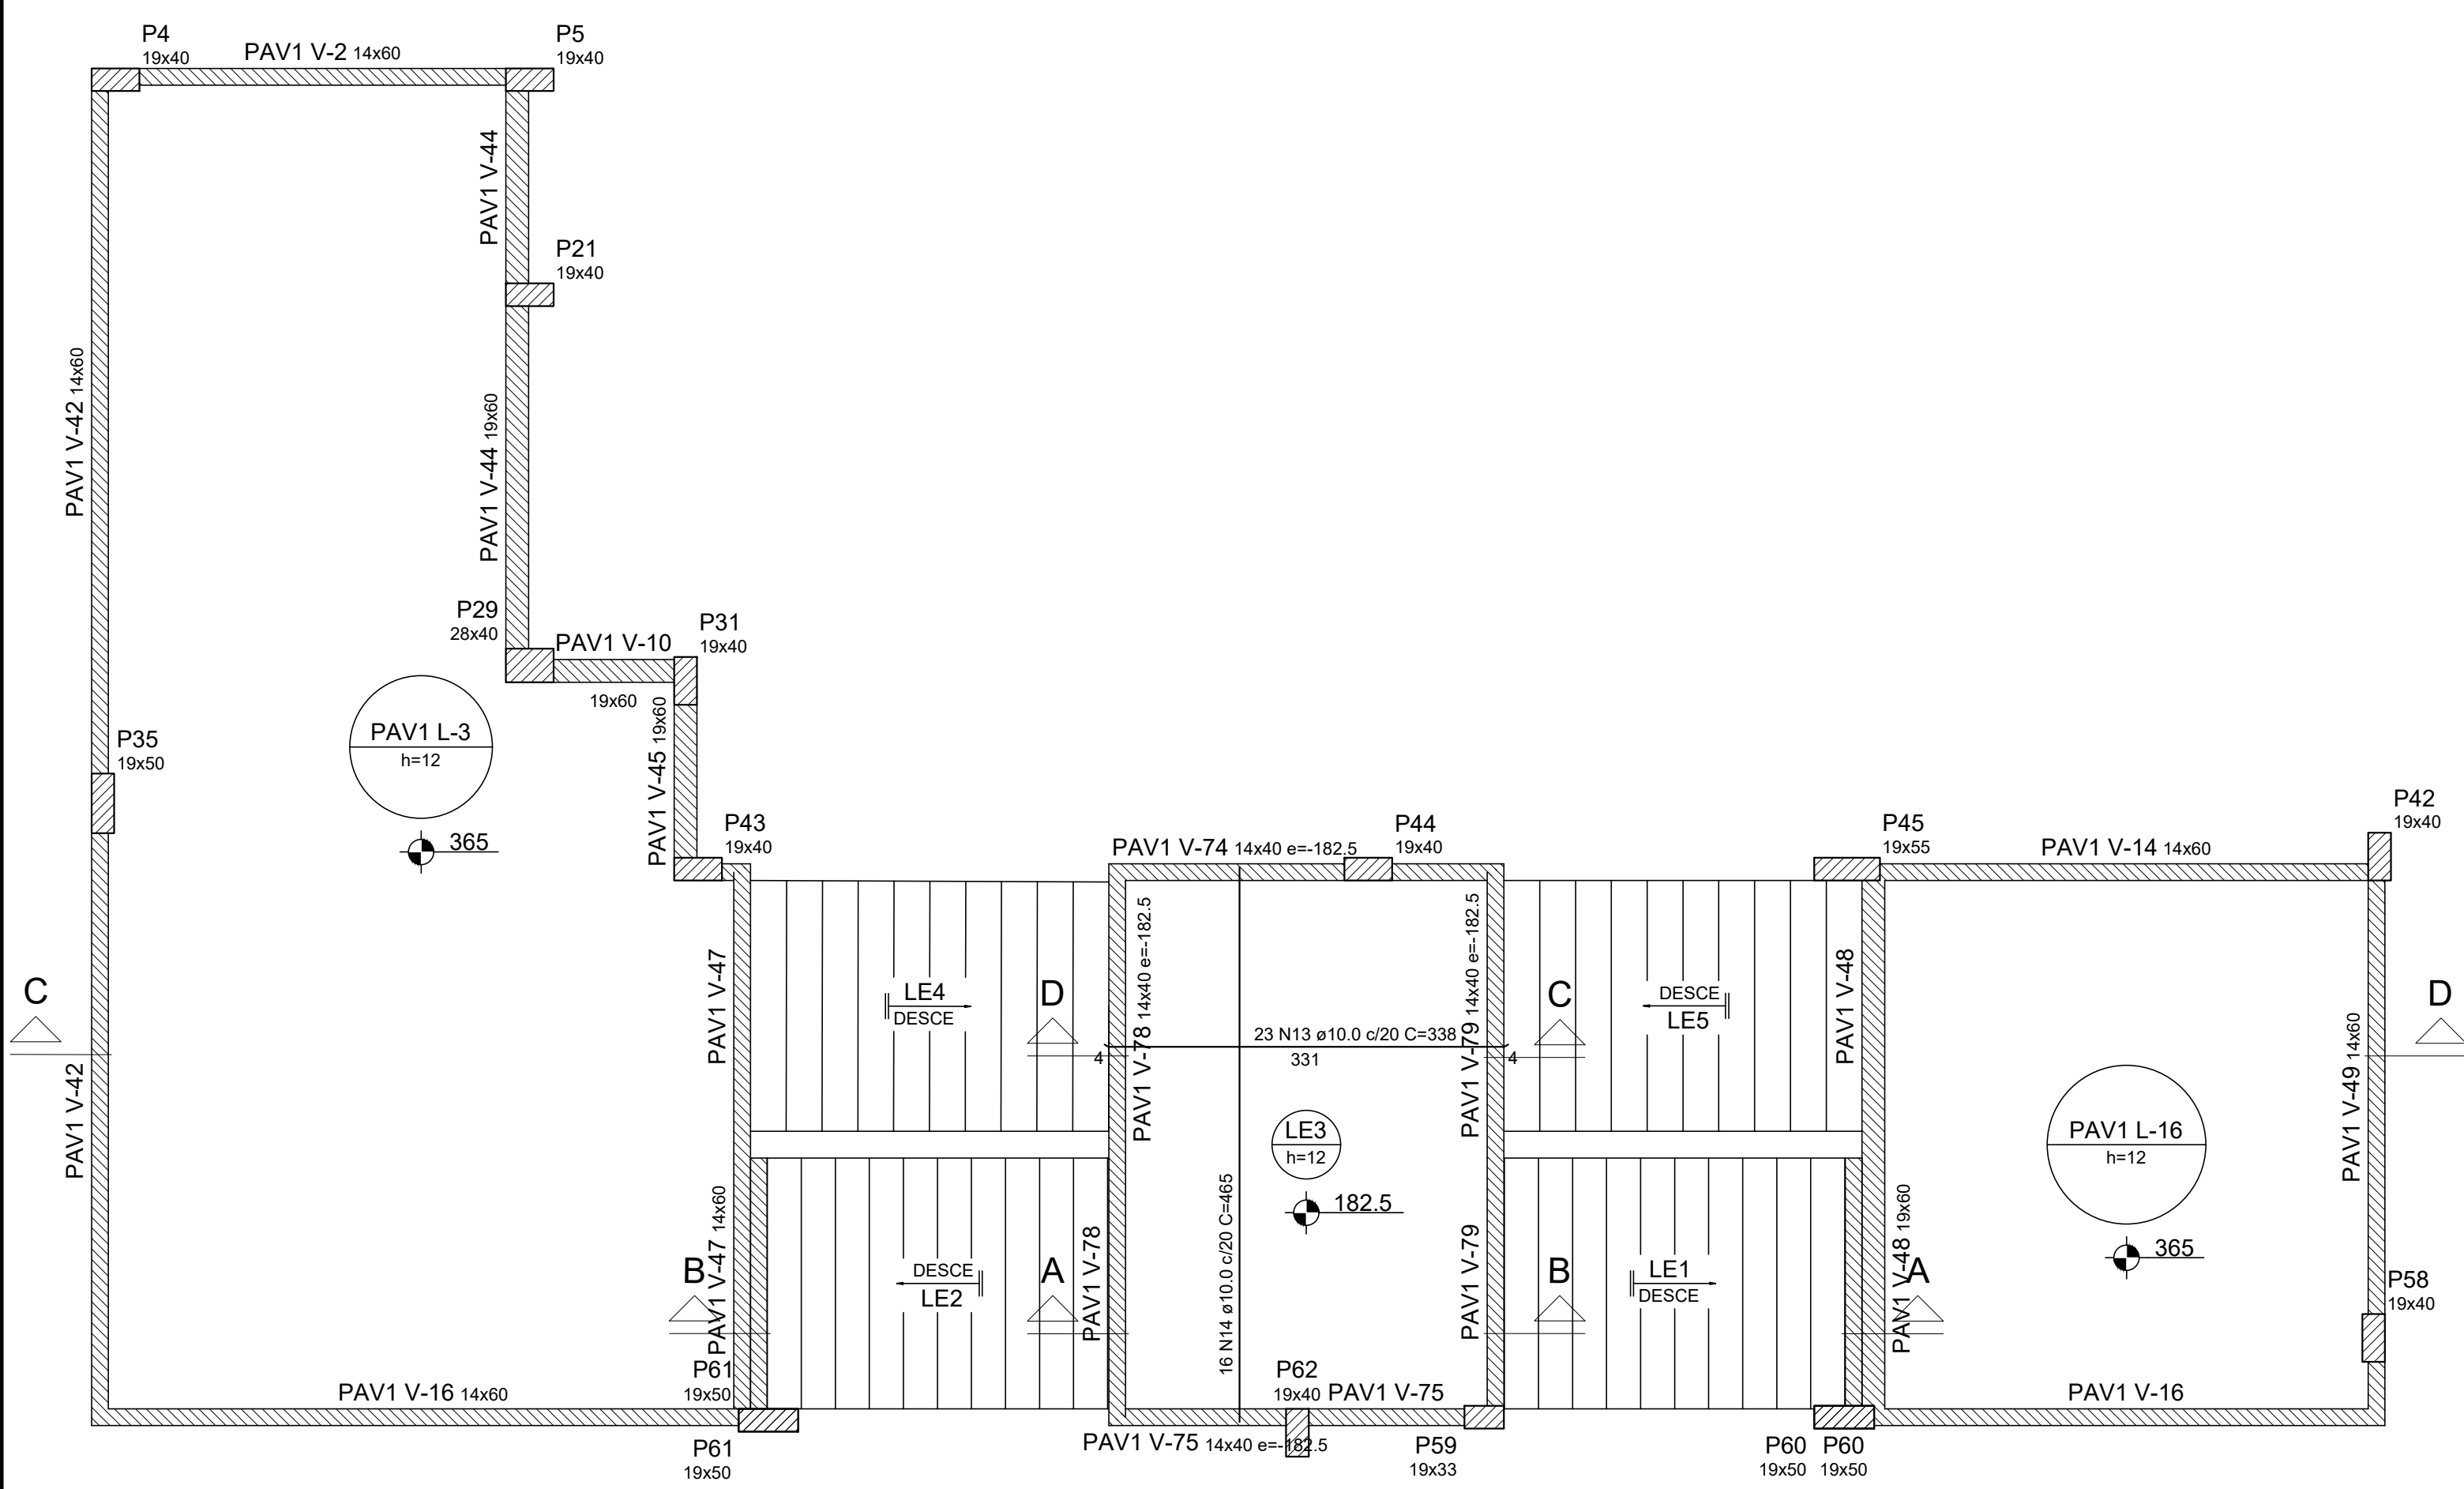 P4
19x40
PAV1 V-2 14x60
P5
19x40
PAV1 V-44
P21
19x40
PAV1 V-42 14x60
PAV1 V-44 19x60
P29
28x40
PAV1 V-10
19x60
P31
19x40
PAV1 L-3
h=12
365
P35
19x50
PAV1 V-45 19x60
P43
19x40
PAV1 V-74 14x40 e=-182.5
P44
19x40
P45
19x55
PAV1 V-14 14x60
P42
19x40
C
PAV1 V-42
PAV1 V-47
LE4
DESCE
D
PAV1 V-78 14x40 e=-182.5
23 N13 ø10.0 c/20 C=338
331
4
4
PAV1 V-79 14x40 e=-182.5
C
DESCE
LE5
PAV1 V-48
PAV1 V-49 14x60
D
LE3
h=12
182.5
16 N14 ø10.0 c/20 C=465
PAV1 L-16
h=12
365
PAV1 V-47 14x60
B
DESCE
LE2
A
PAV1 V-78
PAV1 V-79
B
LE1
DESCE
PAV1 V-48 19x60
A
P58
19x40
PAV1 V-16 14x60
P61
19x50
P62
19x40
PAV1 V-75
PAV1 V-16
P61
19x50
PAV1 V-75 14x40 e=-182.5
P59
19x33
P60
19x50
P60
19x50